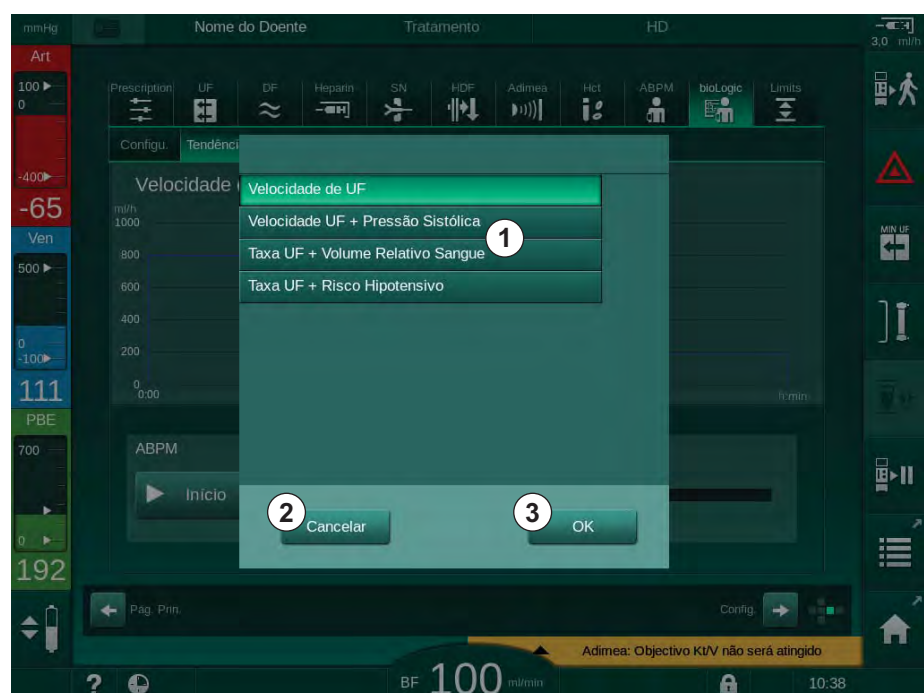 mmHg
Nome do Doente
Tratamento
HD
3,0 ml/h
Art
100
0
-400
-65
Ven
500
0
-100
111
PBE
700
0
192
Prescription
UF
DF
Heparin
SN
HDF
Adimea
Hct
ABPM
bioLogic
Limits
Configu.
Tendênci
Velocidade
ml/h
1000
800
600
400
200
0
0:00
h:min
Velocidade de UF
Velocidade UF + Pressão Sistólica
Taxa UF + Volume Relativo Sangue
Taxa UF + Risco Hipotensivo
1
ABPM
Início
2
Cancelar
3
OK
MIN UF
Pág. Prin.
Config.
Adimea: Objectivo Kt/V não será atingido
?
BF 100 ml/min
10:38